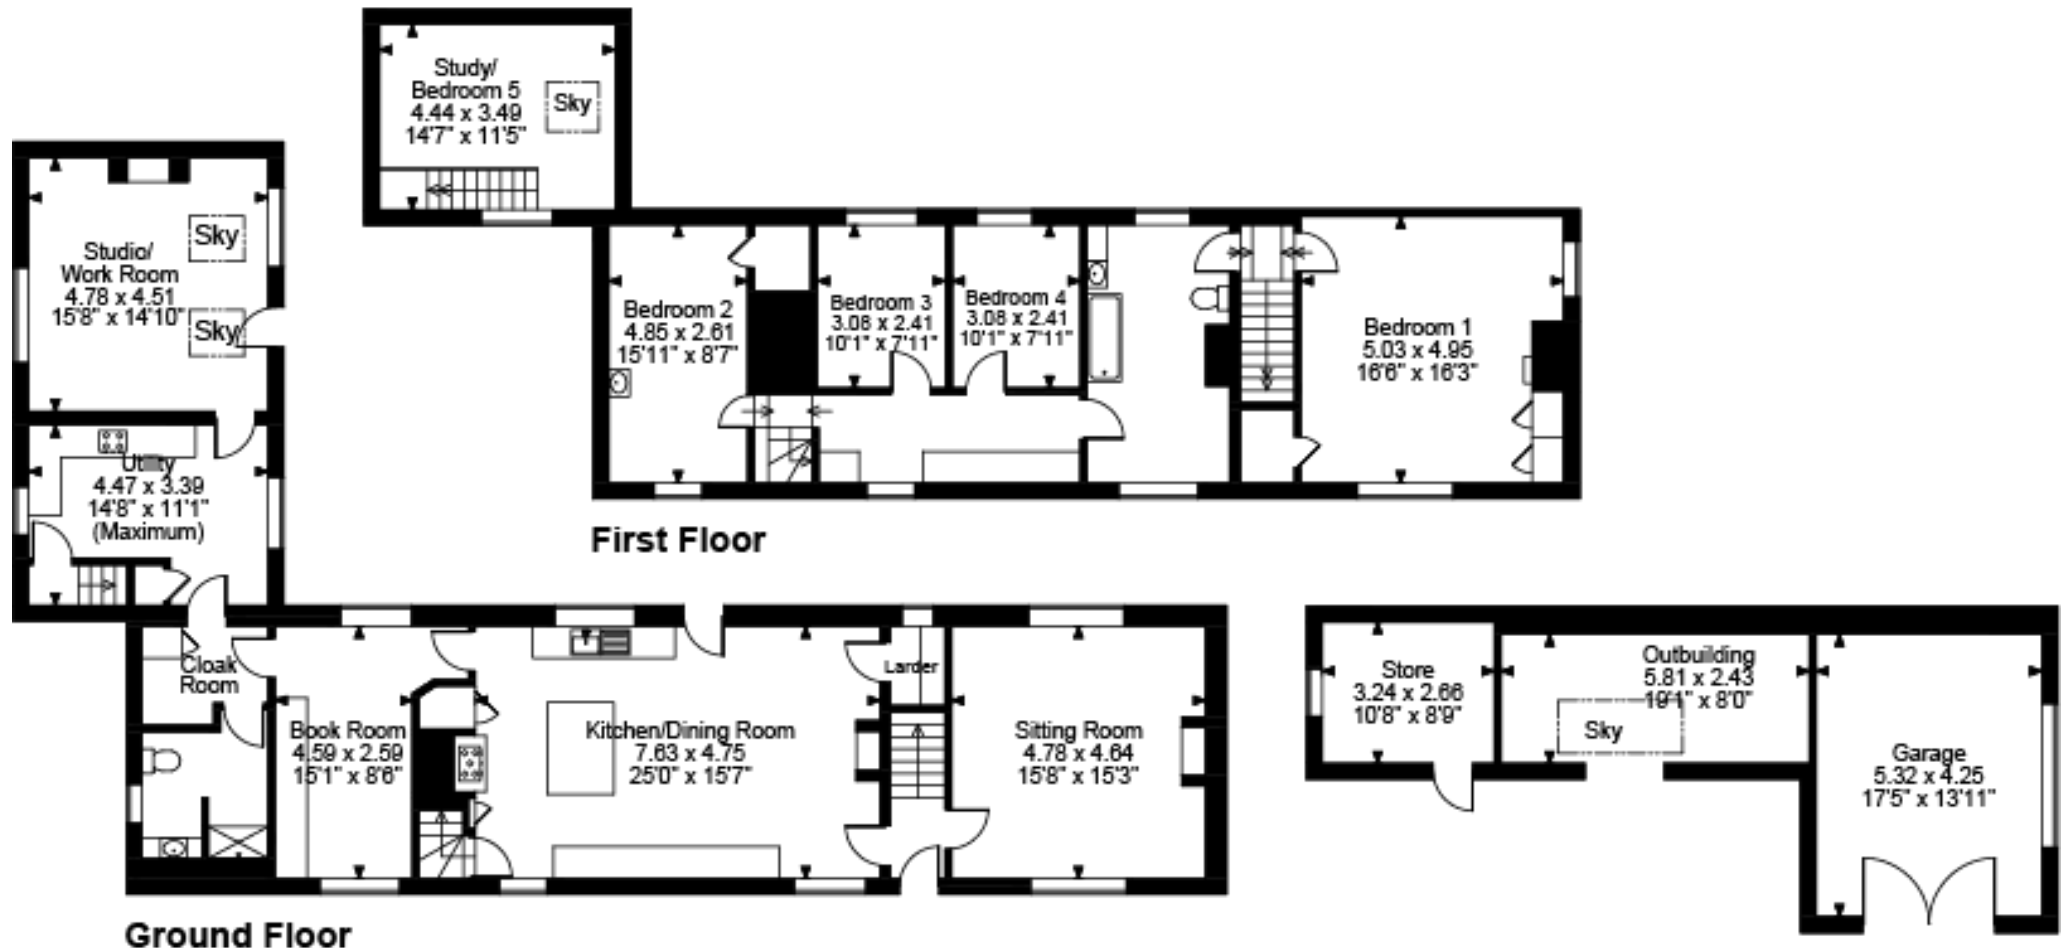 Study/
Bedroom 5
4.44 x 3.49
14'7" x 11'5"
Sky
Studio/
Work Room
4.78 x 4.51
15'8" x 14'10"
Sky
Sky
Utility
4.47 x 3.39
14'8" x 11'1"
(Maximum)
Bedroom 2
4.85 x 2.61
15'11" x 8'7"
Bedroom 3
3.08 x 2.41
10'1" x 7'11"
Bedroom 4
3.08 x 2.41
10'1" x 7'11"
Bedroom 1
5.03 x 4.95
16'6" x 16'3"
First Floor
Cloak
Room
Book Room
4.59 x 2.59
15'1" x 8'6"
Kitchen/Dining Room
7.63 x 4.75
25'0" x 15'7"
Larder
Sitting Room
4.78 x 4.64
15'8" x 15'3"
Store
3.24 x 2.66
10'8" x 8'9"
Outbuilding
5.81 x 2.43
19'1" x 8'0"
Sky
Garage
5.32 x 4.25
17'5" x 13'11"
Ground Floor